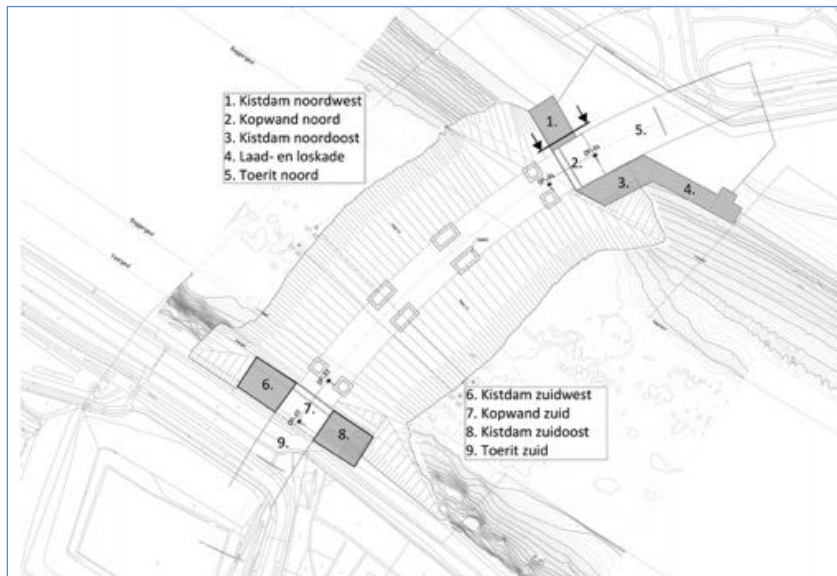 1. Kistdam noordwest
2. Kopwand noord
3. Kistdam noordoost
4. Laad- en loskade
5. Toerit noord
1.
2.
3.
4.
5.
6.
7.
8.
9.
6. Kistdam zuidwest
7. Kopwand zuid
8. Kistdam zuidoost
9. Toerit zuid